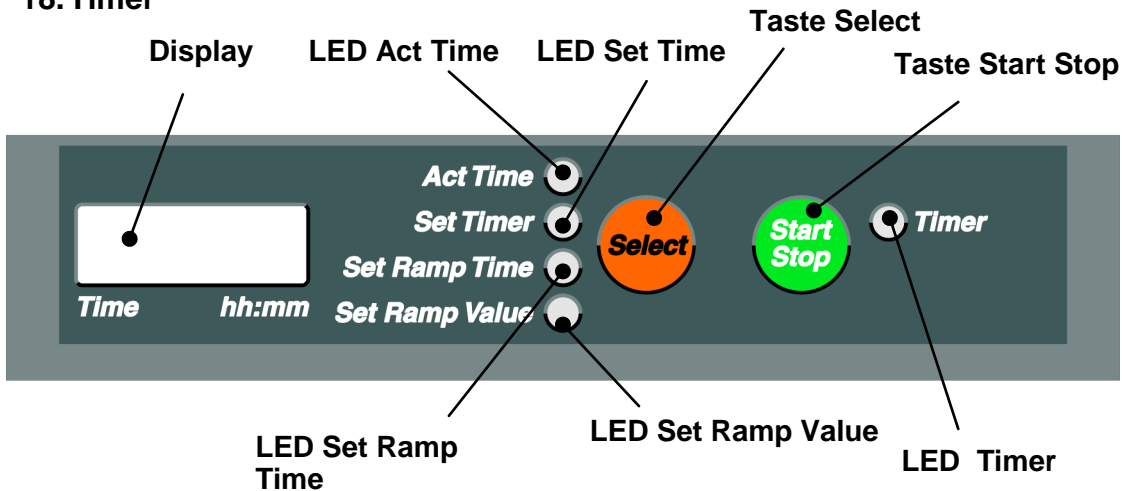 18. Timer
Taste Select
Display LED Act Time LED Set Time
Taste Start Stop
Act Time
Set Timer
Set Ramp Time
Set Ramp Value
Time hh:mm
Select
Start
Stop
Timer
LED Set Ramp
Time
LED Set Ramp Value
LED Timer